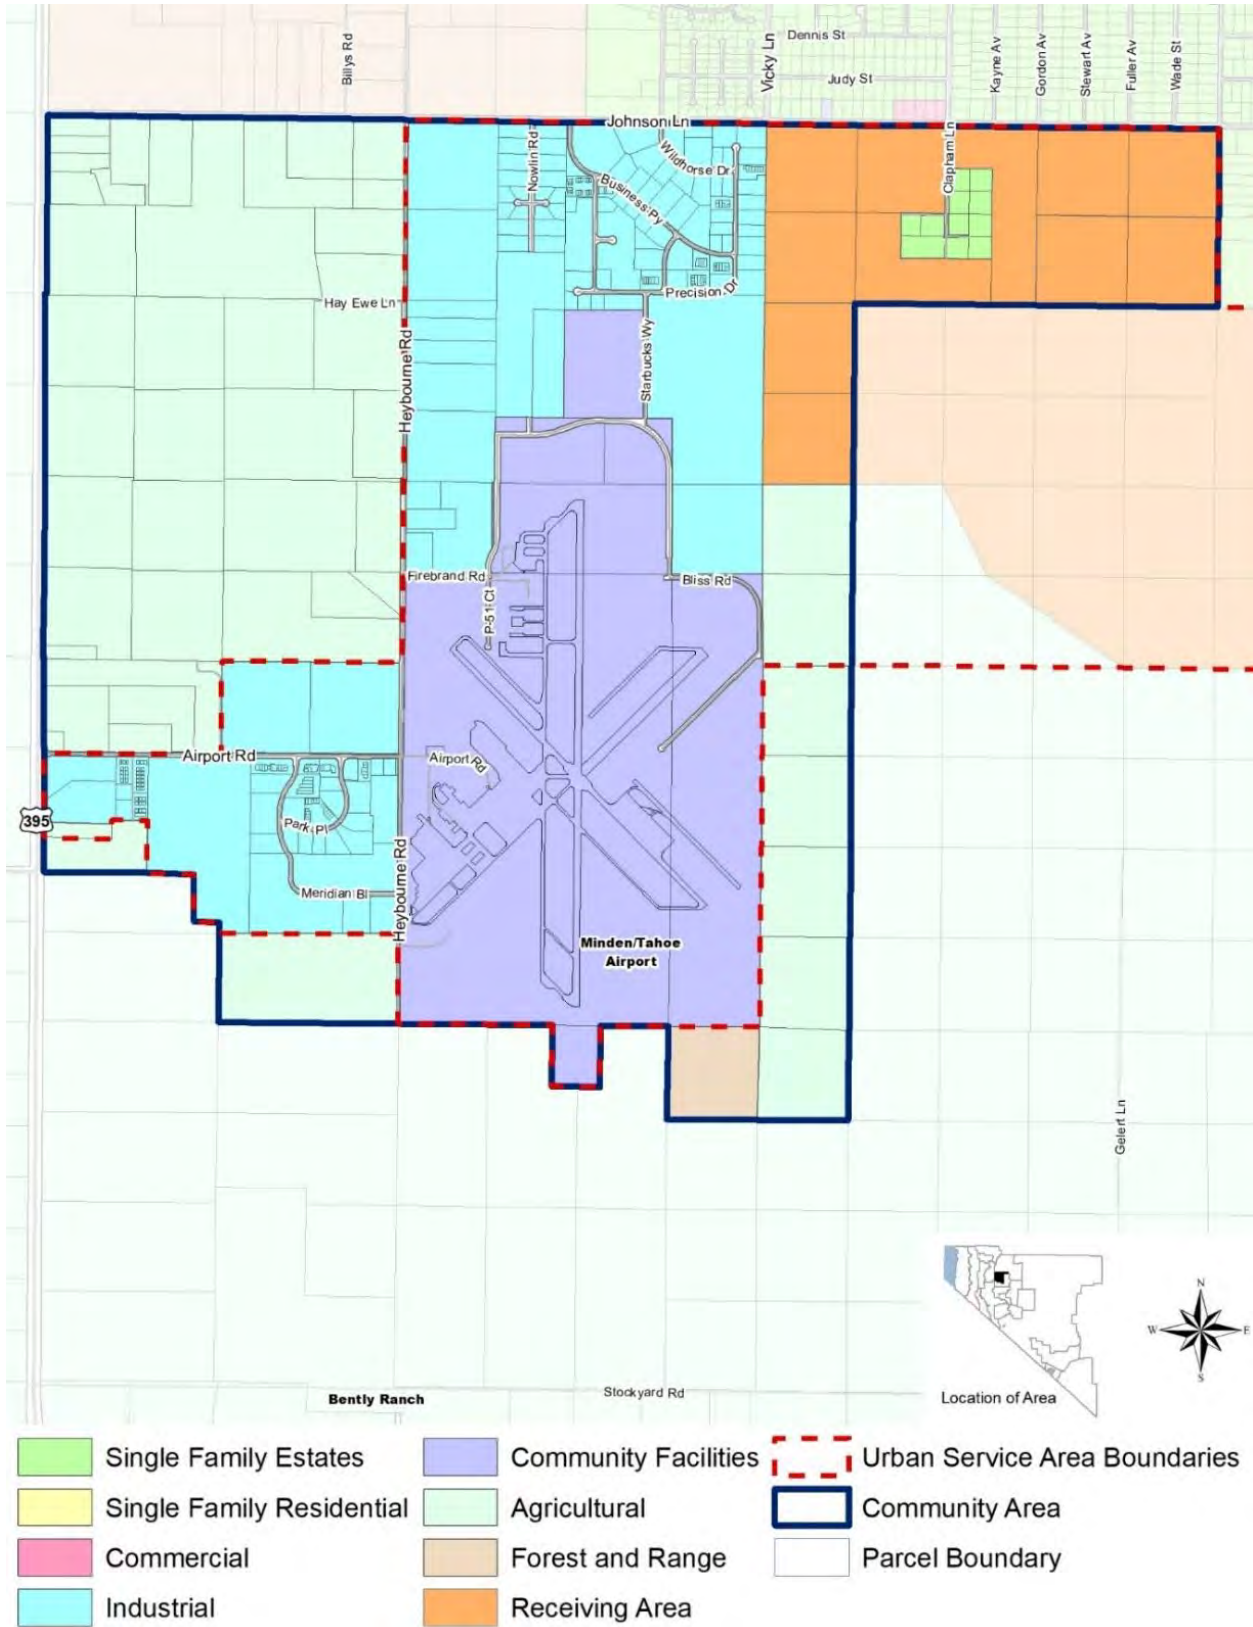 Dennis St
Judy St
Billys Rd
Vicky Ln
Kayne Av
Gordon Av
Stewart Av
Fuller Av
Wade St
Johnson Ln
Nowlin Rd
Wildhorse Dr
Business Py
Clapham Ln
Hay Ewe Ln
Precision Dr
Heybourne Rd
Starbucks Wy
Firebrand Rd
P-51 Ct
Bliss Rd
Airport Rd
Airport Rd
395
Park Pl
Meridian Bl
Heybourne Rd
Minden/Tahoe
Airport
Gelert Ln
Bently Ranch
Stockyard Rd
Location of Area
N
W
E
S
Single Family Estates
Single Family Residential
Commercial
Industrial
Community Facilities
Agricultural
Forest and Range
Receiving Area
Urban Service Area Boundaries
Community Area
Parcel Boundary